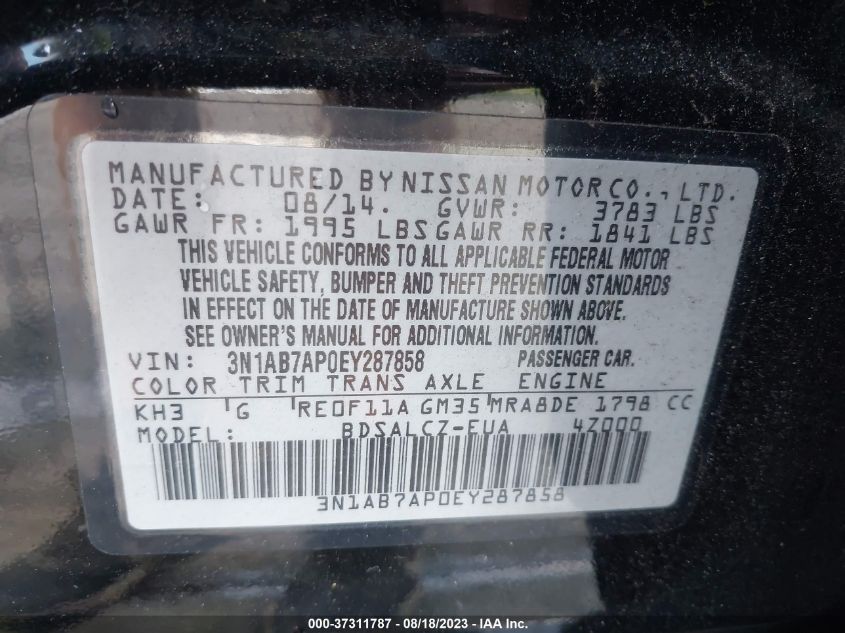 MANUFACTURED BY NISSAN MOTOR CO., LTD.
DATE: 08/14. GVWR: 3783 LBS
GAWR FR: 1995 LBS GAWR RR: 1841 LBS
THIS VEHICLE CONFORMS TO ALL APPLICABLE FEDERAL MOTOR
VEHICLE SAFETY, BUMPER AND THEFT PREVENTION STANDARDS
IN EFFECT ON THE DATE OF MANUFACTURE SHOWN ABOVE.
SEE OWNER'S MANUAL FOR ADDITIONAL INFORMATION.
VIN: 3N1AB7AP0EY287858 PASSENGER CAR.
COLOR TRIM TRANS AXLE ENGINE
KH3 G RE0F11A GM35 MRA8DE 1798 CC
MODEL: BDSALCZ-EUA 4Z000
3N1AB7AP0EY287858
000-37311787 - 08/18/2023 - IAA Inc.